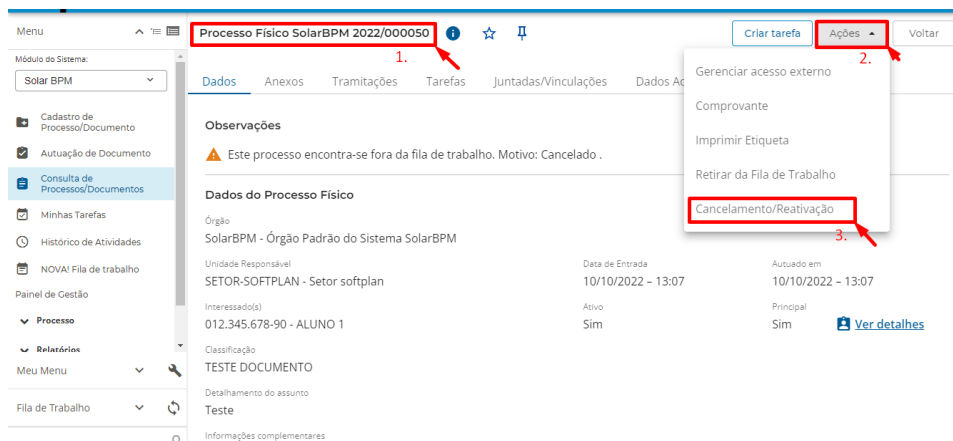 Menu
Módulo do Sistema:
Solar BPM
Cadastro de
Processo/Documento
Autuação de Documento
Consulta de
Processos/Documentos
Minhas Tarefas
Histórico de Atividades
NOVA! Fila de trabalho
Painel de Gestão
Processo
Relatórios
Meu Menu
Fila de Trabalho
Processo Físico SolarBPM 2022/000050
1.
Criar tarefa
Ações
Voltar
2.
Dados Anexos Tramitações Tarefas Juntadas/Vinculações Dados Ad
Gerenciar acesso externo
Comprovante
Imprimir Etiqueta
Retirar da Fila de Trabalho
Cancelamento/Reativação
3.
Observações
Este processo encontra-se fora da fila de trabalho. Motivo: Cancelado .
Dados do Processo Físico
Órgão
SolarBPM - Órgão Padrão do Sistema SolarBPM
Unidade Responsável Data de Entrada Autuado em
SETOR-SOFTPLAN - Setor softplan 10/10/2022 – 13:07 10/10/2022 – 13:07
Interessado(s) Ativo Principal
012.345.678-90 - ALUNO 1 Sim Sim Ver detalhes
Classificação
TESTE DOCUMENTO
Detalhamento do assunto
Teste
Informações complementares